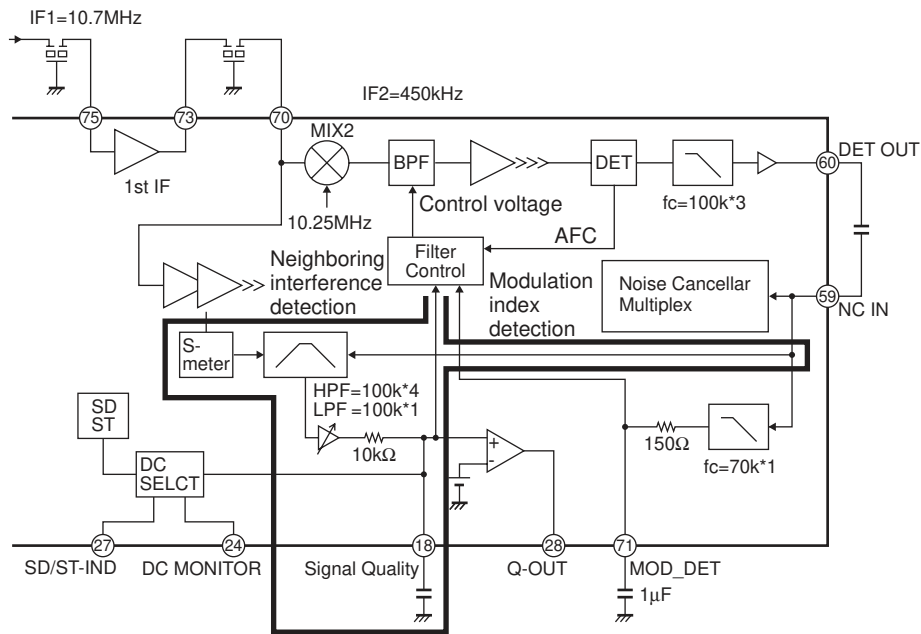 IF1=10.7MHz
IF2=450kHz
75
73
70
60
DET OUT
1st IF
MIX2
10.25MHz
BPF
DET
fc=100k*3
Control voltage
AFC
Filter
Control
Neighboring
interference
detection
Modulation
index
detection
Noise Cancellar
Multiplex
59
NC IN
S-
meter
HPF=100k*4
LPF =100k*1
10kΩ
SD
ST
DC
SELCT
+
-
150Ω
fc=70k*1
27
24
18
28
71
SD/ST-IND
DC MONITOR
Signal Quality
Q-OUT
MOD_DET
1μF